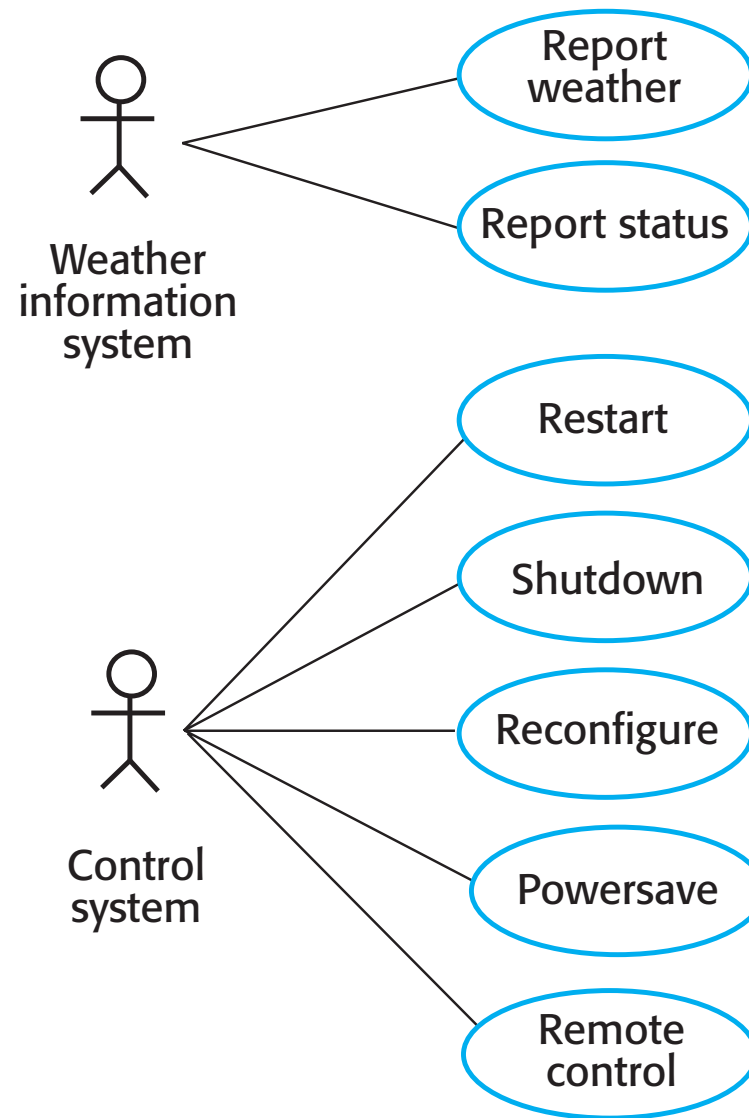 Report
weather
Report status
Weather
information
system
Restart
Shutdown
Reconfigure
Control
system
Powersave
Remote
control